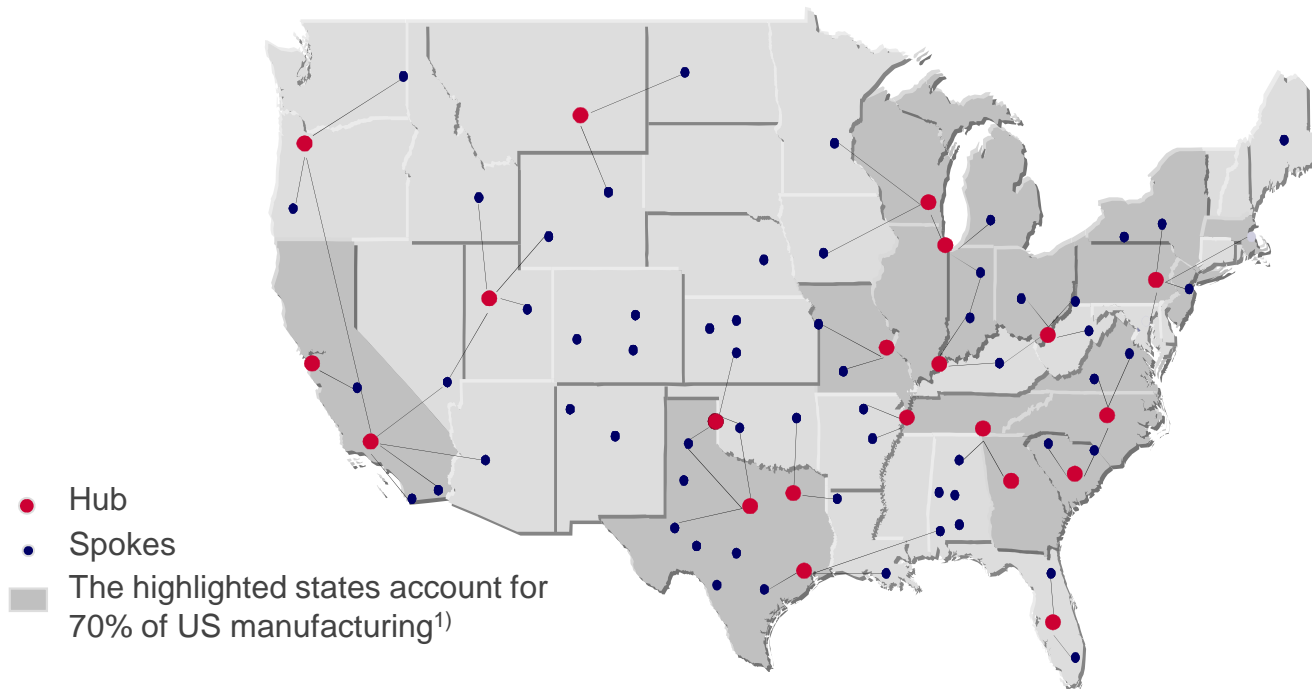 Hub
Spokes
The highlighted states account for
70% of US manufacturing1)